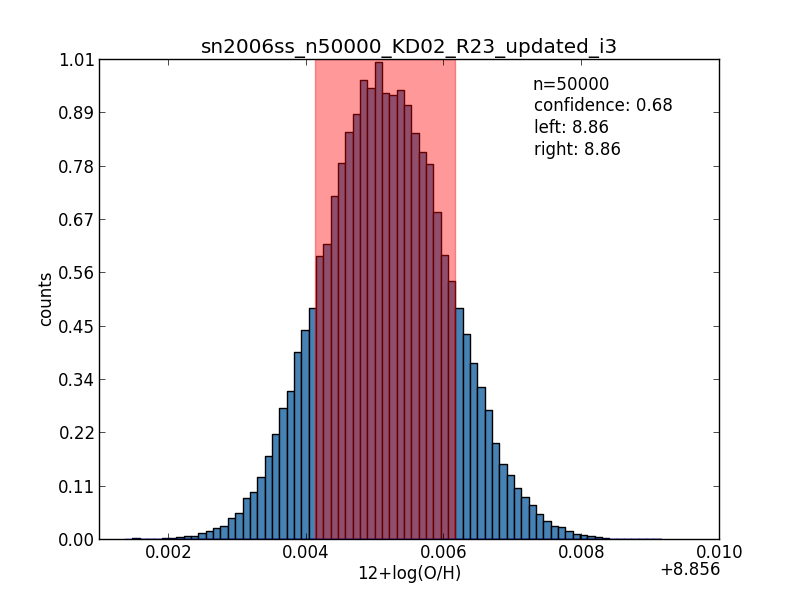 sn2006ss_n50000_KD02_R23_updated_i3
1.01
0.89
0.78
0.67
0.56
0.45
0.34
0.22
0.11
0.00
counts
n=50000
confidence: 0.68
left: 8.86
right: 8.86
0.002 0.004 0.006 0.008 0.010
+8.856
12+log(O/H)